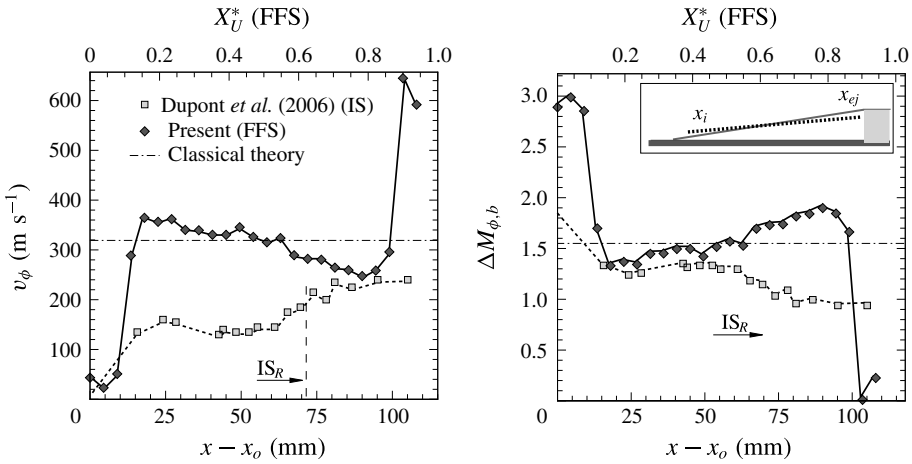 X*U (FFS)
0 0.2 0.4 0.6 0.8 1.0
600
500
400
300
200
100
0 25 50 75 100
vϕ (m s−1)
Dupont et al. (2006) (IS)
Present (FFS)
Classical theory
ISR
x − xo (mm)
X*U (FFS)
0.2 0.4 0.6 0.8 1.0
3.0
2.5
2.0
1.5
1.0
0.5
0 25 50 75 100
ΔMϕ,b
xi
xej
ISR
x − xo (mm)